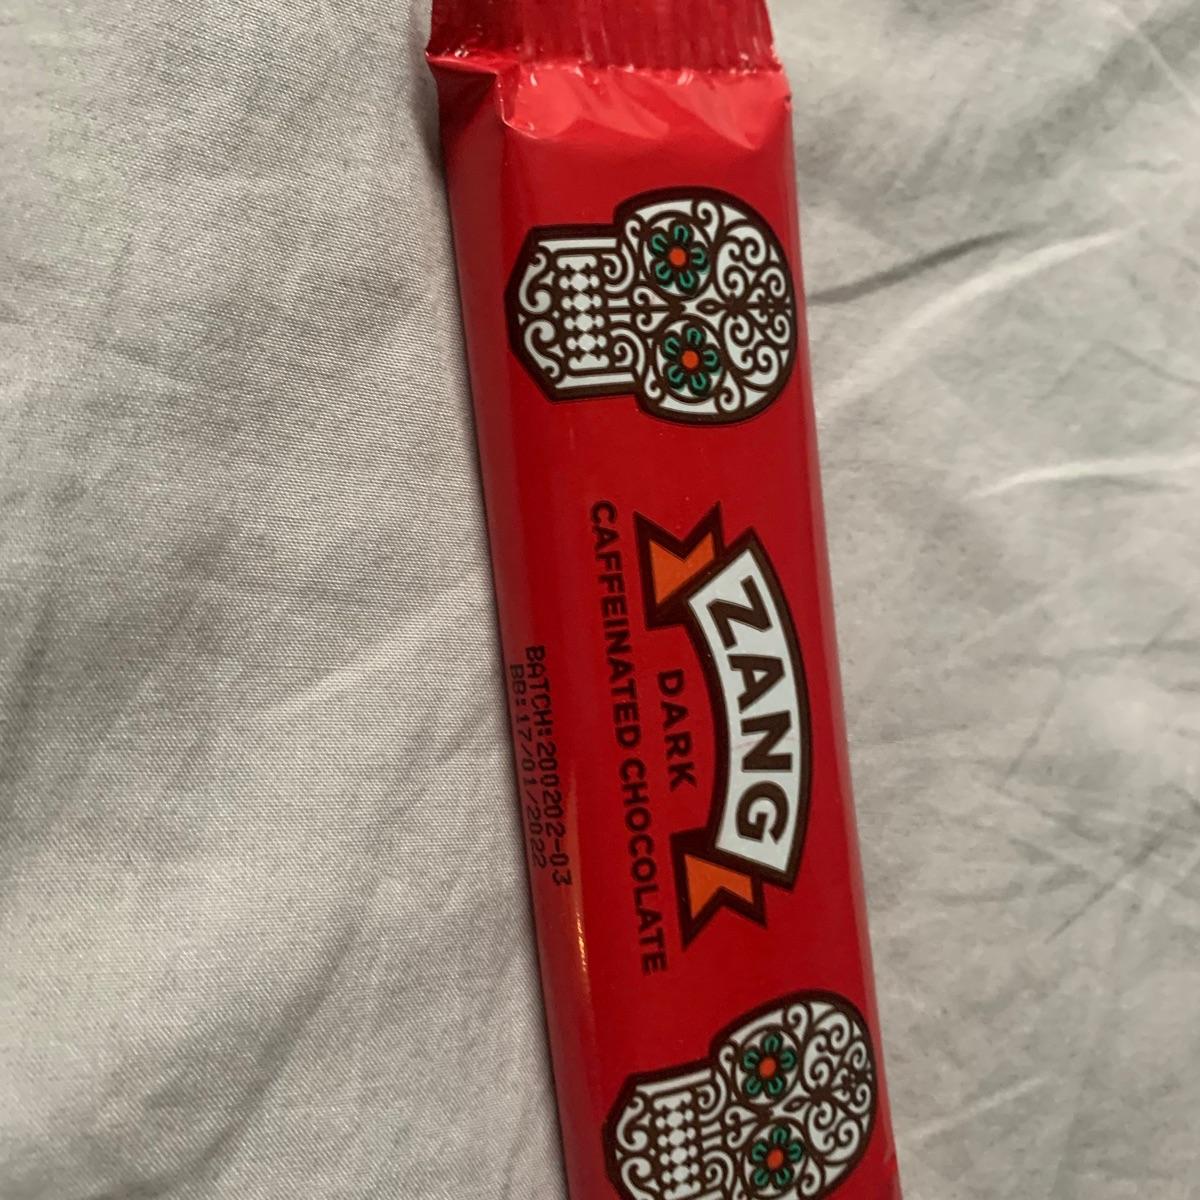 ZANG
DARK
CAFFEINATED CHOCOLATE
BATCH:200202-03
BB:17/01/2022